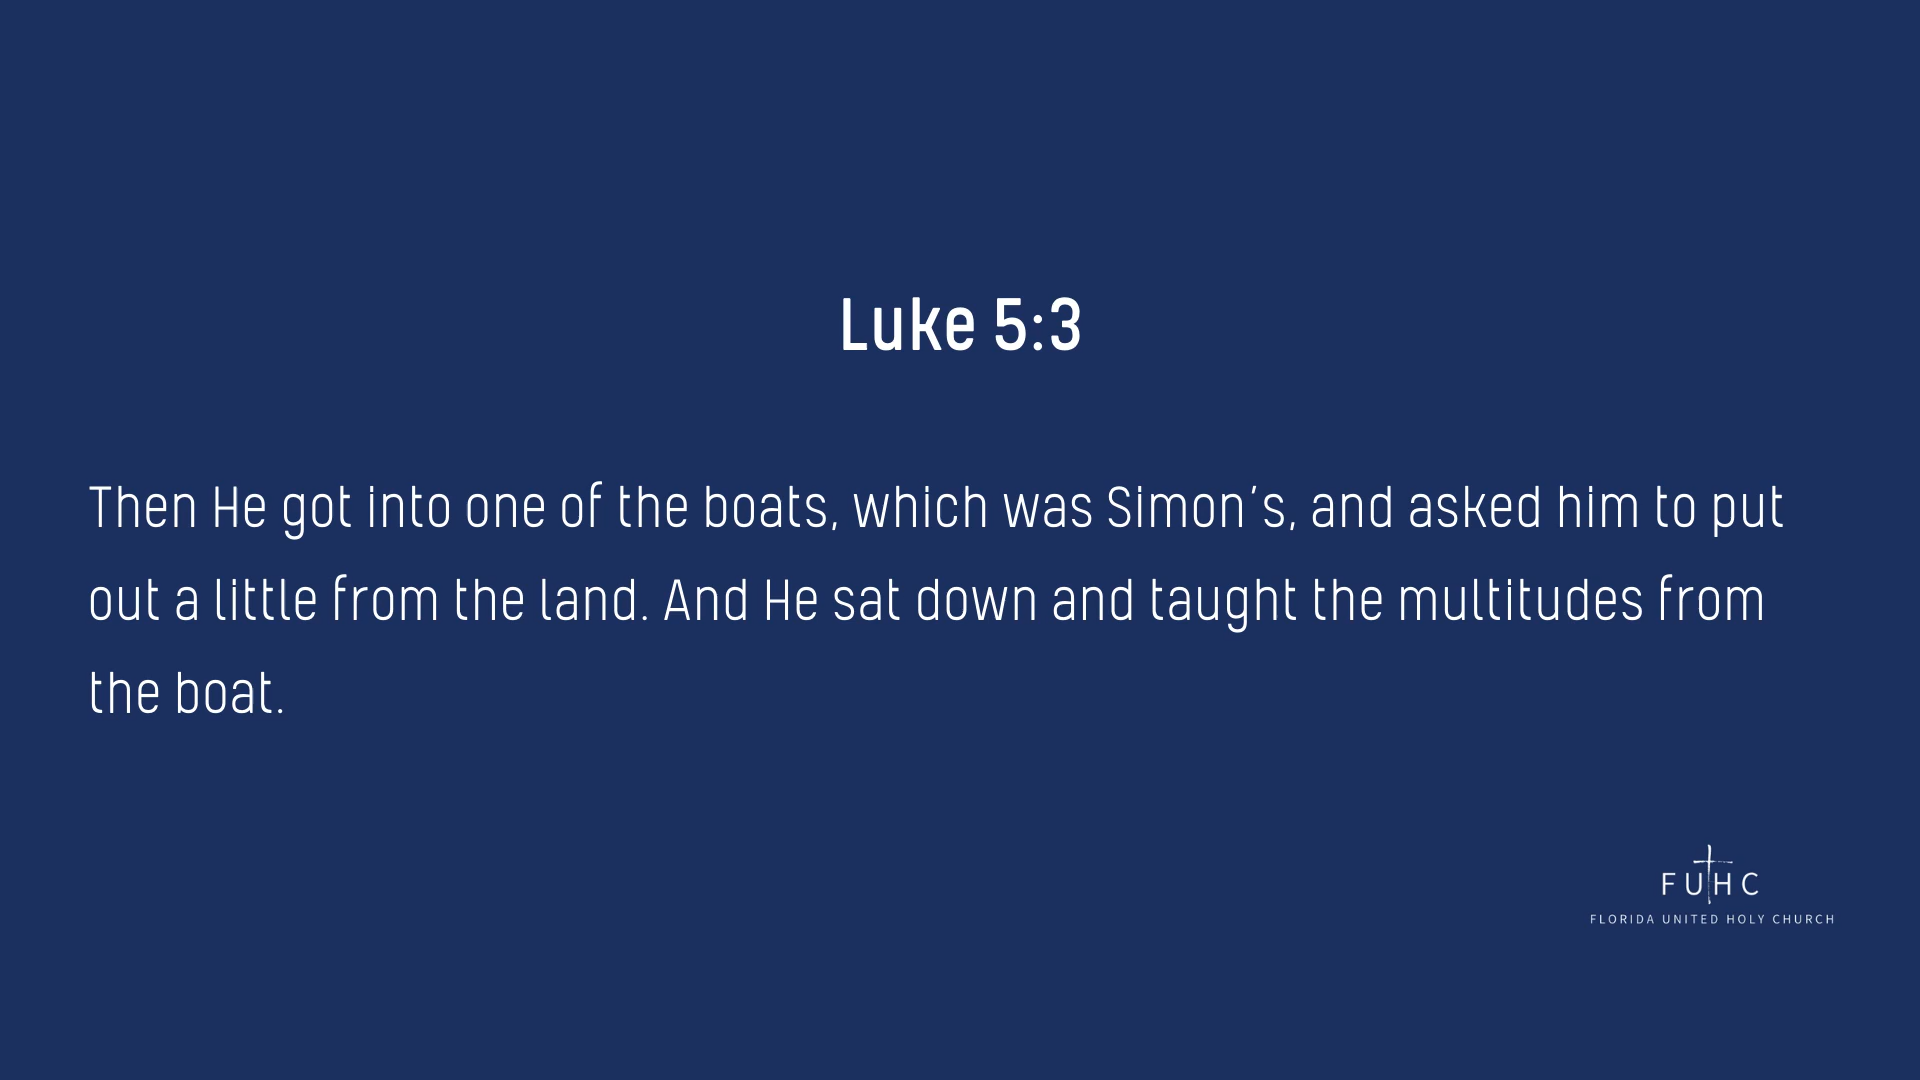 Luke 5:3
Then He got into one of the boats, which was Simon's, and asked him to put
out a little from the land. And He sat down and taught the multitudes from
the boat.
FUHC
FLORIDA UNITED HOLY CHURCH